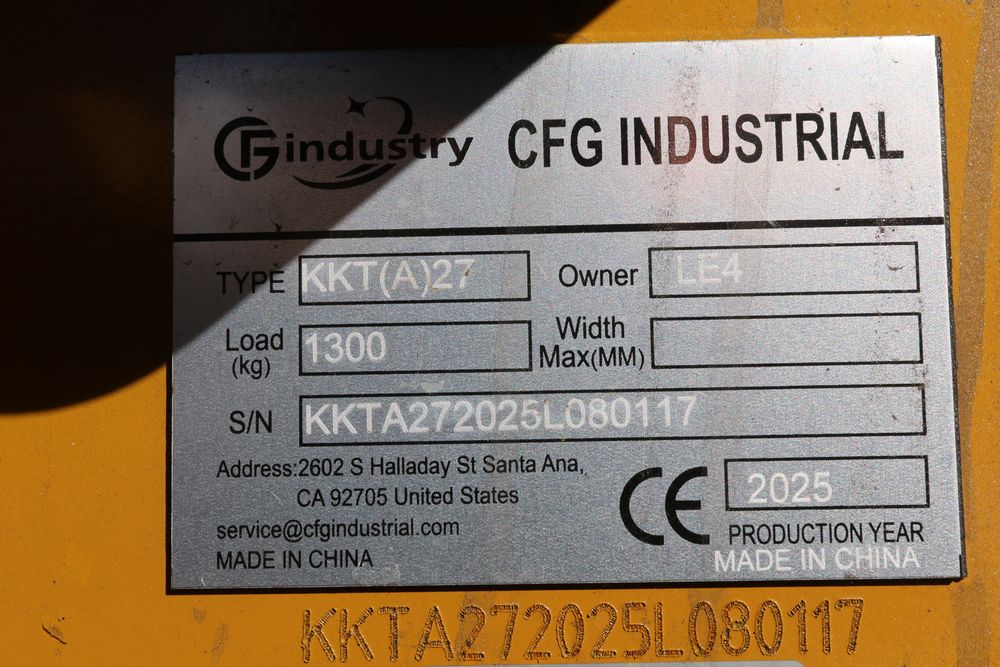 CFG industry CFG INDUSTRIAL
TYPE KKT(A)27 Owner LE4
Load (kg) 1300 Width Max(MM)
S/N KKTA272025L080117
Address:2602 S Halladay St Santa Ana,
CA 92705 United States
service@cfgindustrial.com
MADE IN CHINA
CE 2025
PRODUCTION YEAR
MADE IN CHINA
KKTA272025L080117